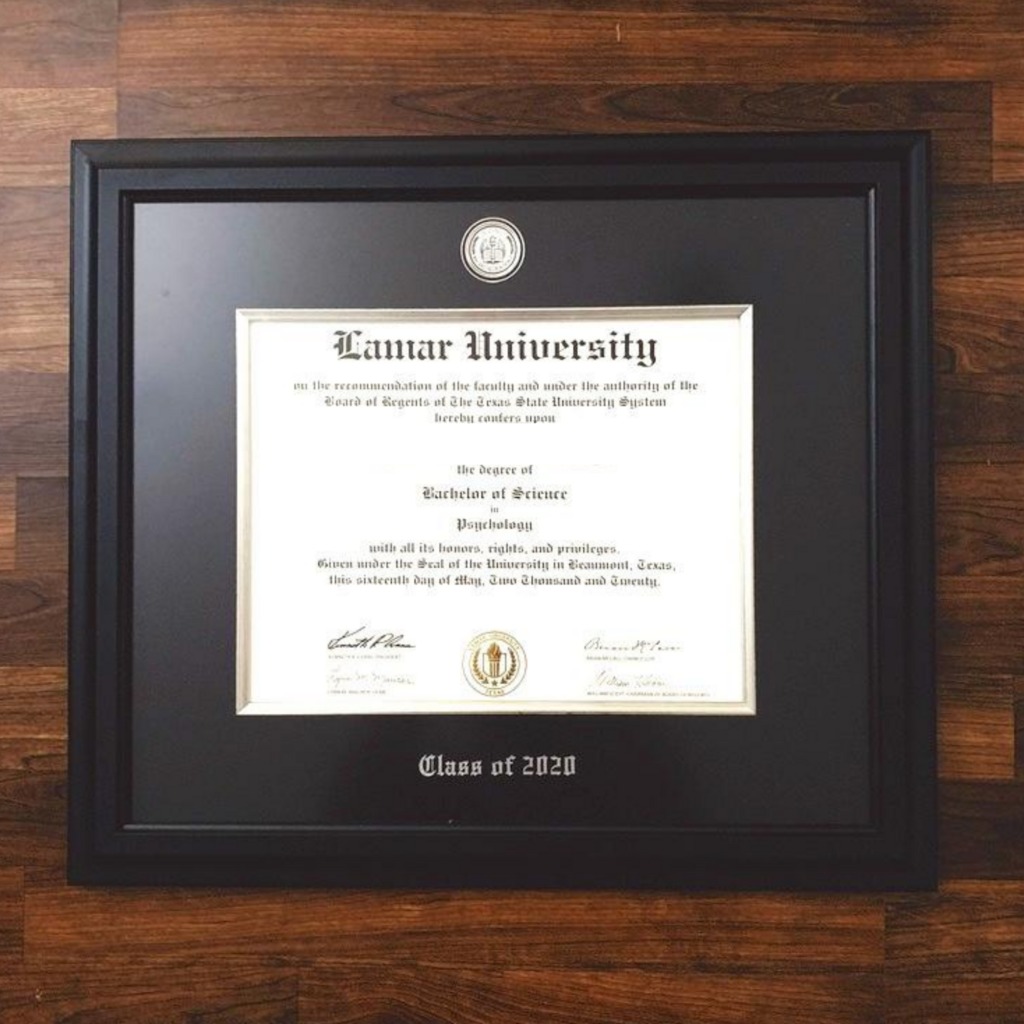 Lamar University
on the recommendation of the faculty and under the authority of the
Board of Regents of The Texas State University System
hereby confers upon
the degree of
Bachelor of Science
in
Psychology
with all its honors, rights, and privileges.
Given under the Seal of the University in Beaumont, Texas,
this sixteenth day of May, Two Thousand and Twenty.
LAMAR UNIVERSITY
TEXAS
Class of 2020